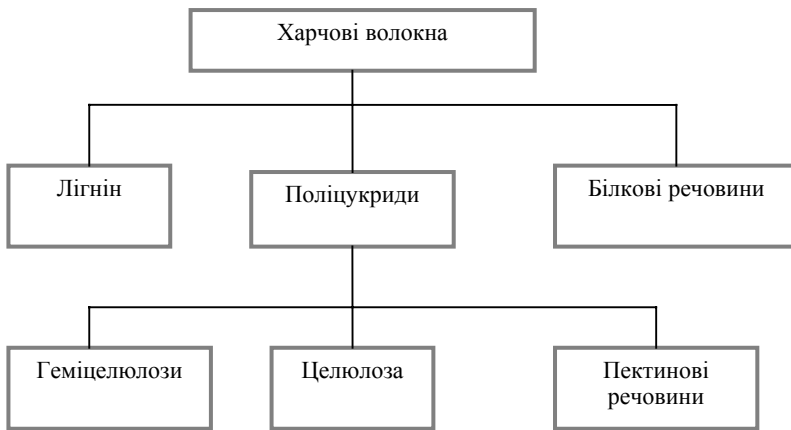 Харчові волокна
Лігнін
Поліцукриди
Білкові речовини
Геміцелюлози
Целюлоза
Пектинові
речовини